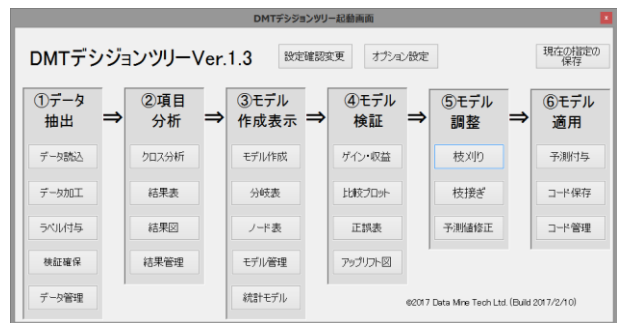 DMTデシジョンツリー起動画面
DMTデシジョンツリーVer.1.3
設定確認変更
オプション設定
現在の指定の
保存
①データ
抽出
⇒
②項目
分析
⇒
③モデル
作成表示
⇒
④モデル
検証
⇒
⑤モデル
調整
⇒
⑥モデル
適用
データ読込
クロス分析
モデル作成
ゲイン・収益
枝刈り
予測付与
データ加工
結果表
分岐表
比較プロット
枝接ぎ
コード保存
ラベル付与
結果図
ノード表
正誤表
予測値修正
コード管理
検証確保
結果管理
モデル管理
アップリフト図
データ管理
統計モデル
©2017 Data Mine Tech Ltd. (Build 2017/2/10)